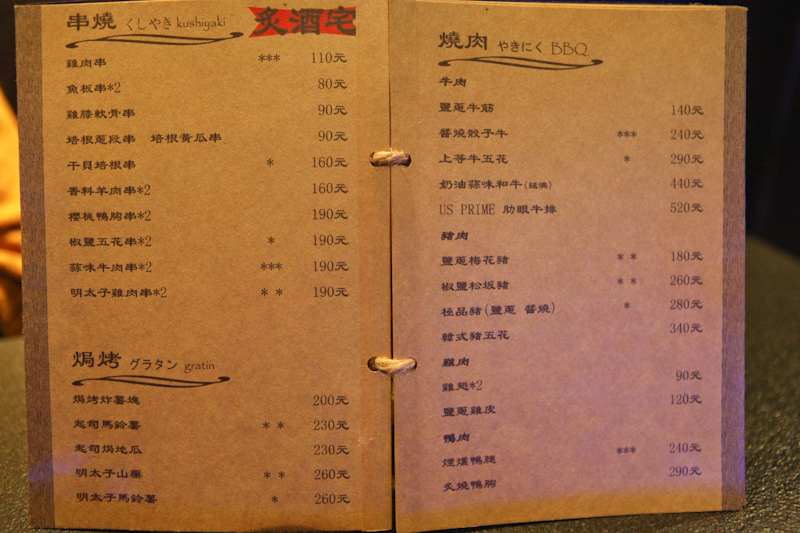 串燒 くしやき kushiyaki 炙酒宅
雞肉串 *** 110元
魚板串*2 80元
雞膝軟骨串 90元
培根蔥段串 培根黃瓜串 90元
干貝培根串 * 160元
香料羊肉串*2 160元
櫻桃鴨胸串*2 190元
椒鹽五花串*2 * 190元
蒜味牛肉串*2 *** 190元
明太子雞肉串*2 * * 190元
焗烤 グラタン gratin
焗烤炸薯塊 200元
起司馬鈴薯 * * 230元
起司焗地瓜 230元
明太子山藥 * * 260元
明太子馬鈴薯 * 260元
燒肉 やきにく BBQ
牛肉
鹽蔥牛筋 140元
醬燒骰子牛 *** 240元
上等牛五花 * 290元
奶油蒜味和牛 440元
US PRIME 肋眼牛排 520元
豬肉
鹽蔥梅花豬 * * 180元
椒鹽松坂豬 * * 260元
極品豬(鹽蔥 醬燒) * 280元
韓式豬五花 340元
雞肉
雞翅*2 90元
鹽蔥雞皮 120元
鴨肉
煙燻鴨腿 *** 240元
炙燒鴨胸 290元